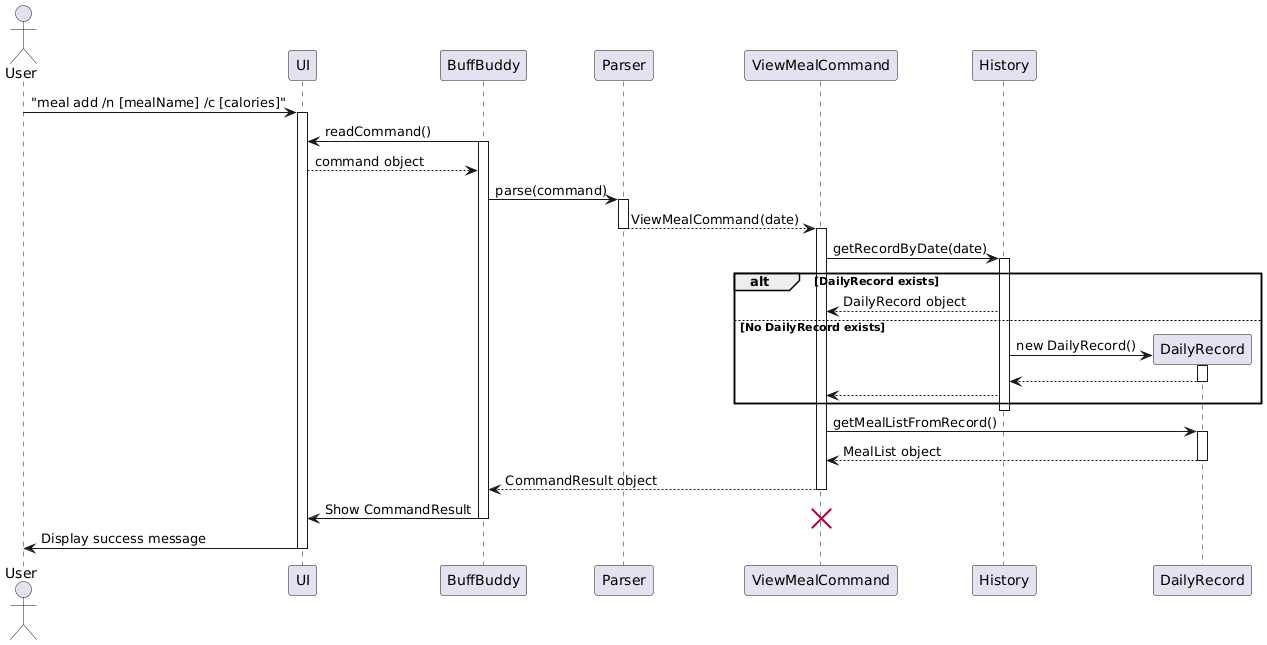 User
UI
BuffBuddy
Parser
ViewMealCommand
History
"meal add /n [mealName] /c [calories]"
readCommand()
command object
parse(command)
ViewMealCommand(date)
getRecordByDate(date)
alt
[DailyRecord exists]
DailyRecord object
[No DailyRecord exists]
new DailyRecord()
DailyRecord
getMealListFromRecord()
MealList object
CommandResult object
Show CommandResult
Display success message
User
UI
BuffBuddy
Parser
ViewMealCommand
History
DailyRecord